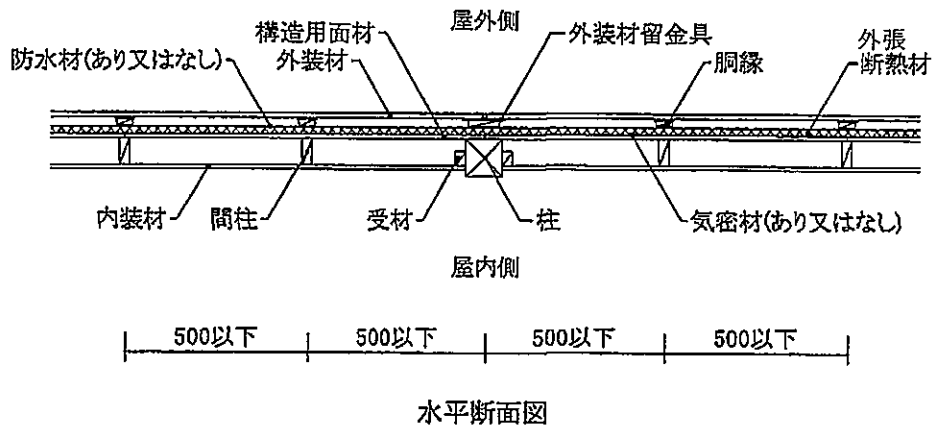 屋外側
構造用面材
外装材留金具
外張
断熱材
防水材(あり又はなし)
外装材
胴縁
内装材
間柱
受材
柱
気密材(あり又はなし)
屋内側
500以下
500以下
500以下
500以下
水平断面図